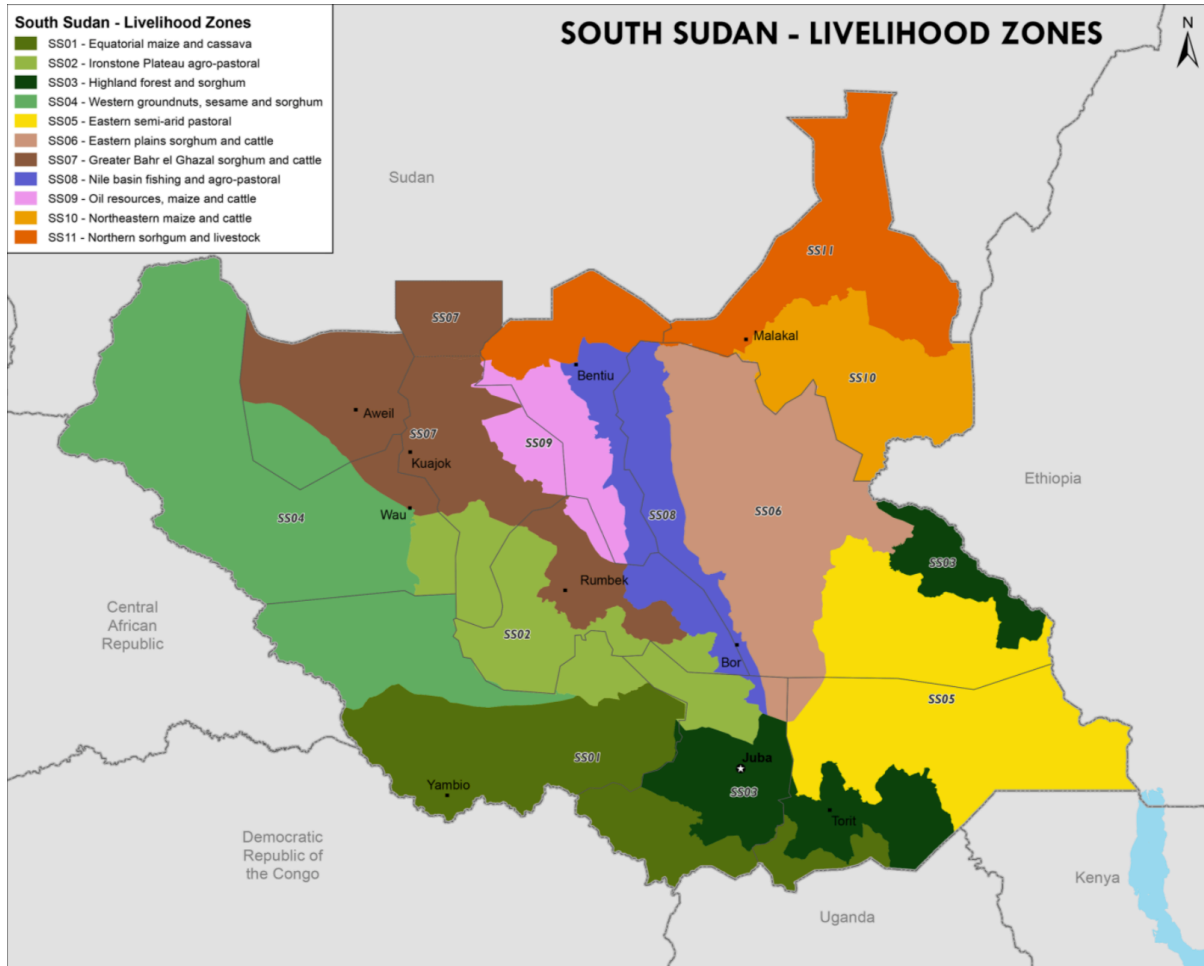 South Sudan - Livelihood Zones
SS01 - Equatorial maize and cassava
SS02 - Ironstone Plateau agro-pastoral
SS03 - Highland forest and sorghum
SS04 - Western groundnuts, sesame and sorghum
SS05 - Eastern semi-arid pastoral
SS06 - Eastern plains sorghum and cattle
SS07 - Greater Bahr el Ghazal sorghum and cattle
SS08 - Nile basin fishing and agro-pastoral
SS09 - Oil resources, maize and cattle
SS10 - Northeastern maize and cattle
SS11 - Northern sorhgum and livestock
SOUTH SUDAN - LIVELIHOOD ZONES
N
Sudan
SS11
SS07
Malakal
Bentiu
SS10
Aweil
SS07
SS09
Kuajok
Ethiopia
Wau
SS04
SS08
SS06
SS03
Rumbek
Central
African
Republic
SS02
Bor
SS05
SS01
Juba
Yambio
SS03
Torit
Democratic
Republic of
the Congo
Kenya
Uganda